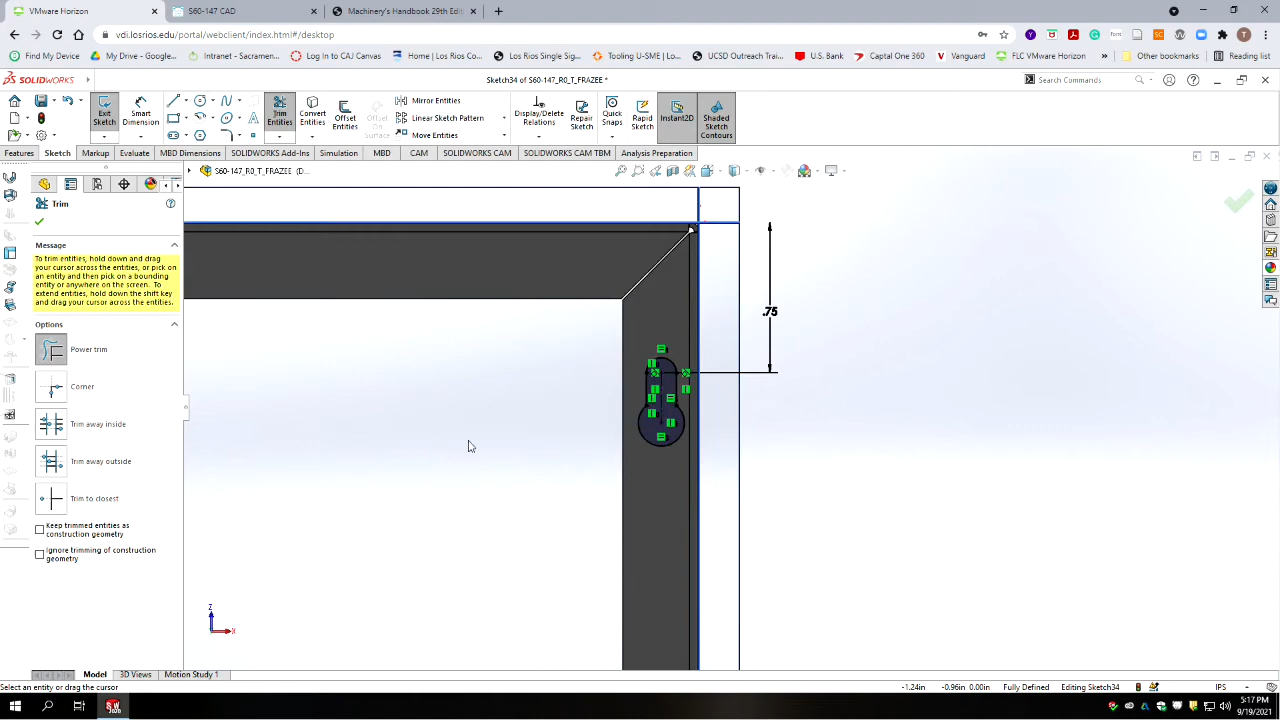 VMware Horizon
S60-147 CAD
Machinery's Handbook 29th Editi
vdi.losrios.edu/portal/webclient/index.html#/desktop
Find My Device
My Drive - Google...
Intranet - Sacramen...
Log In to CAJ Canvas
Home | Los Rios Co...
Los Rios Single Sig...
Tooling U-SME | Lo...
UCSD Outreach Trai...
U.S. Bank
Capital One 360
Vanguard
FLC VMware Horizon
Other bookmarks
Reading list
SOLIDWORKS
Sketch34 of S60-147_R0_T_FRAZEE *
Search Commands
Exit Sketch
Smart Dimension
Trim Entities
Convert Entities
Offset Entities
Offset On Surface
Mirror Entities
Linear Sketch Pattern
Move Entities
Display/Delete Relations
Repair Sketch
Quick Snaps
Rapid Sketch
Instant2D
Shaded Sketch Contours
Features
Sketch
Markup
Evaluate
MBD Dimensions
SOLIDWORKS Add-Ins
Simulation
MBD
CAM
SOLIDWORKS CAM
SOLIDWORKS CAM TBM
Analysis Preparation
S60-147_R0_T_FRAZEE (D...
Trim
Message
To trim entities, hold down and drag
your cursor across the entities, or pick on
an entity and then pick on a bounding
entity or anywhere on the screen. To
extend entities, hold down the shift key
and drag your cursor across the entities.
Options
Power trim
Corner
Trim away inside
Trim away outside
Trim to closest
Keep trimmed entities as
construction geometry
Ignore trimming of construction
geometry
.75
Z
X
Model
3D Views
Motion Study 1
Select an entity or drag the cursor
-1.24in
-0.96in
0.00in
Fully Defined
Editing Sketch34
IPS
5:17 PM
9/19/2021